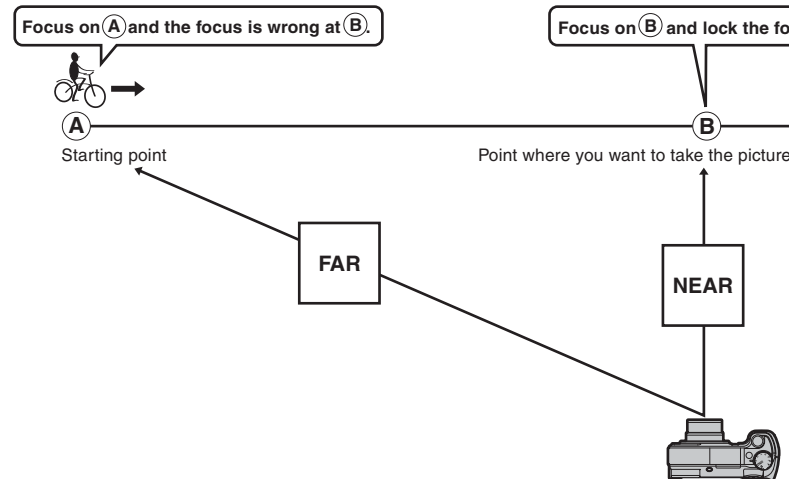 Focus on Ⓐ and the focus is wrong at Ⓑ.
Focus on Ⓑ and lock the fo
Ⓐ
Ⓑ
Starting point
Point where you want to take the picture
FAR
NEAR